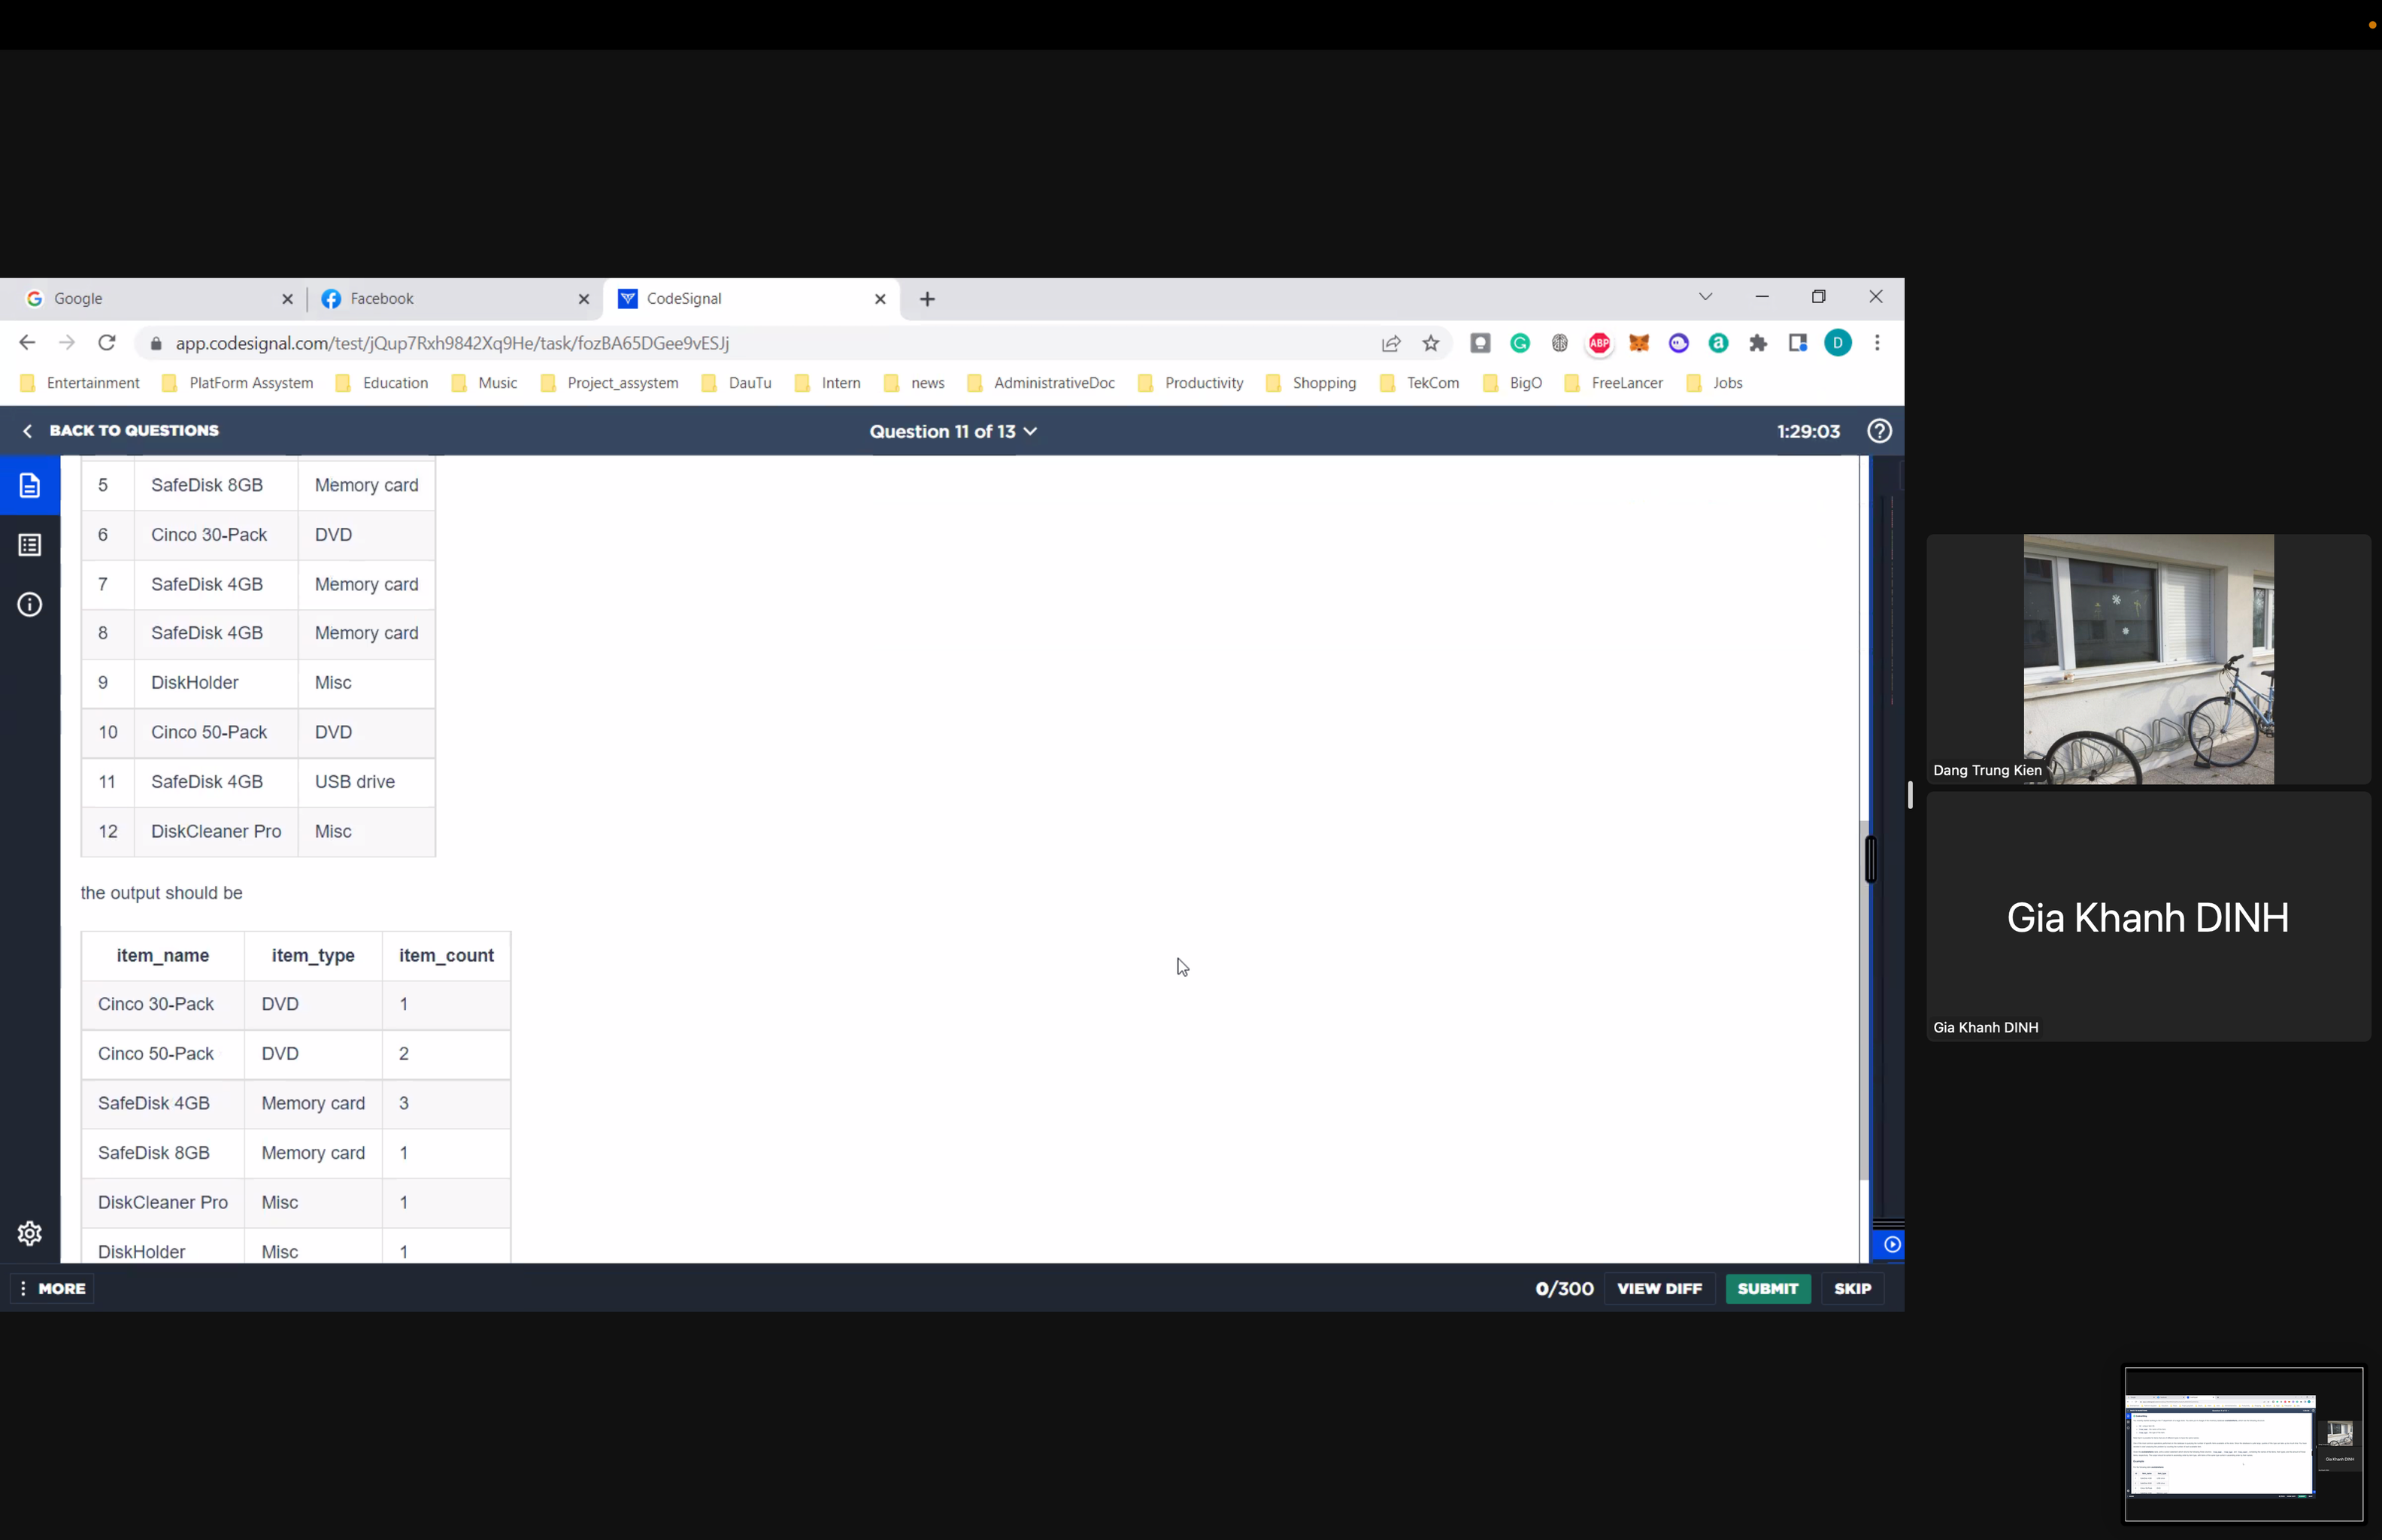 Google
Facebook
CodeSignal
app.codesignal.com/test/jQup7Rxh9842Xq9He/task/fozBA65DGee9vESJj
ABP
D
Entertainment PlatForm Assystem Education Music Project_assystem DauTu Intern news AdministrativeDoc Productivity Shopping TekCom BigO FreeLancer Jobs
BACK TO QUESTIONS
Question 11 of 13
1:29:03
5 SafeDisk 8GB Memory card
6 Cinco 30-Pack DVD
7 SafeDisk 4GB Memory card
8 SafeDisk 4GB Memory card
9 DiskHolder Misc
10 Cinco 50-Pack DVD
11 SafeDisk 4GB USB drive
12 DiskCleaner Pro Misc
the output should be
item_name item_type item_count
Cinco 30-Pack DVD 1
Cinco 50-Pack DVD 2
SafeDisk 4GB Memory card 3
SafeDisk 8GB Memory card 1
DiskCleaner Pro Misc 1
DiskHolder Misc 1
MORE
0/300
VIEW DIFF
SUBMIT
SKIP
Dang Trung Kien
Gia Khanh DINH
Gia Khanh DINH
Gia Khanh DINH